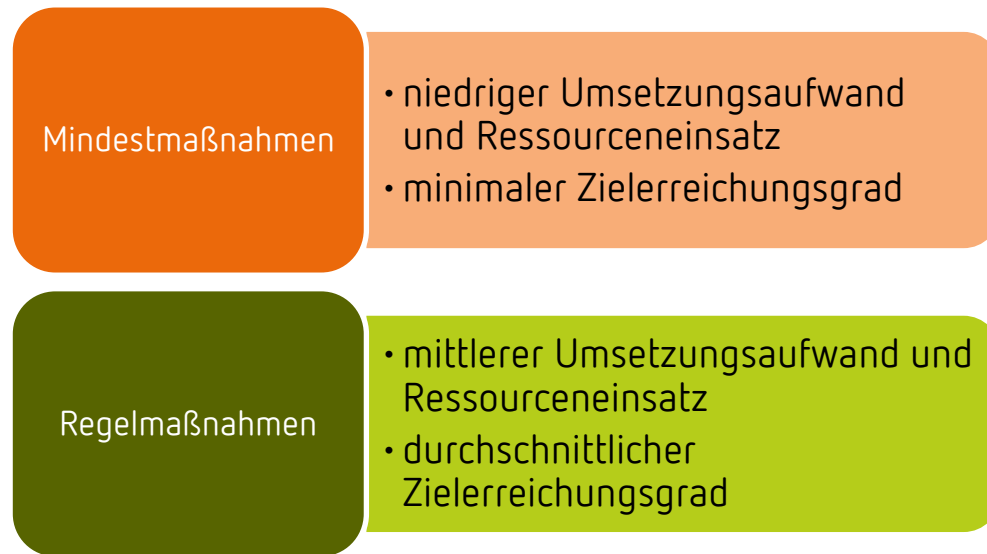 Mindestmaßnahmen
• niedriger Umsetzungsaufwand
und Ressourceneinsatz
• minimaler Zielerreichungsgrad
Regelmaßnahmen
• mittlerer Umsetzungsaufwand und
Ressourceneinsatz
• durchschnittlicher
Zielerreichungsgrad